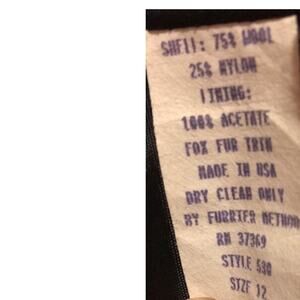 SHELL: 75% WOOL
25% NYLON
LINING:
100% ACETATE
FOX FUR TRIM
MADE IN USA
DRY CLEAN ONLY
BY FURRIER METHOD
RN 37369
STYLE 530
SIZE 12